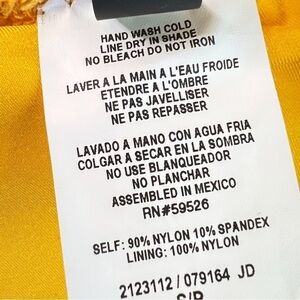 HAND WASH COLD
LINE DRY IN SHADE
NO BLEACH DO NOT IRON
LAVER A LA MAIN A L'EAU FROIDE
ETENDRE A L'OMBRE
NE PAS JAVELLISER
NE PAS REPASSER
LAVADO A MANO CON AGUA FRIA
COLGAR A SECAR EN LA SOMBRA
NO USE BLANQUEADOR
NO PLANCHAR
ASSEMBLED IN MEXICO
RN#59526
SELF: 90% NYLON 10% SPANDEX
LINING: 100% NYLON
2123112 / 079164 JD